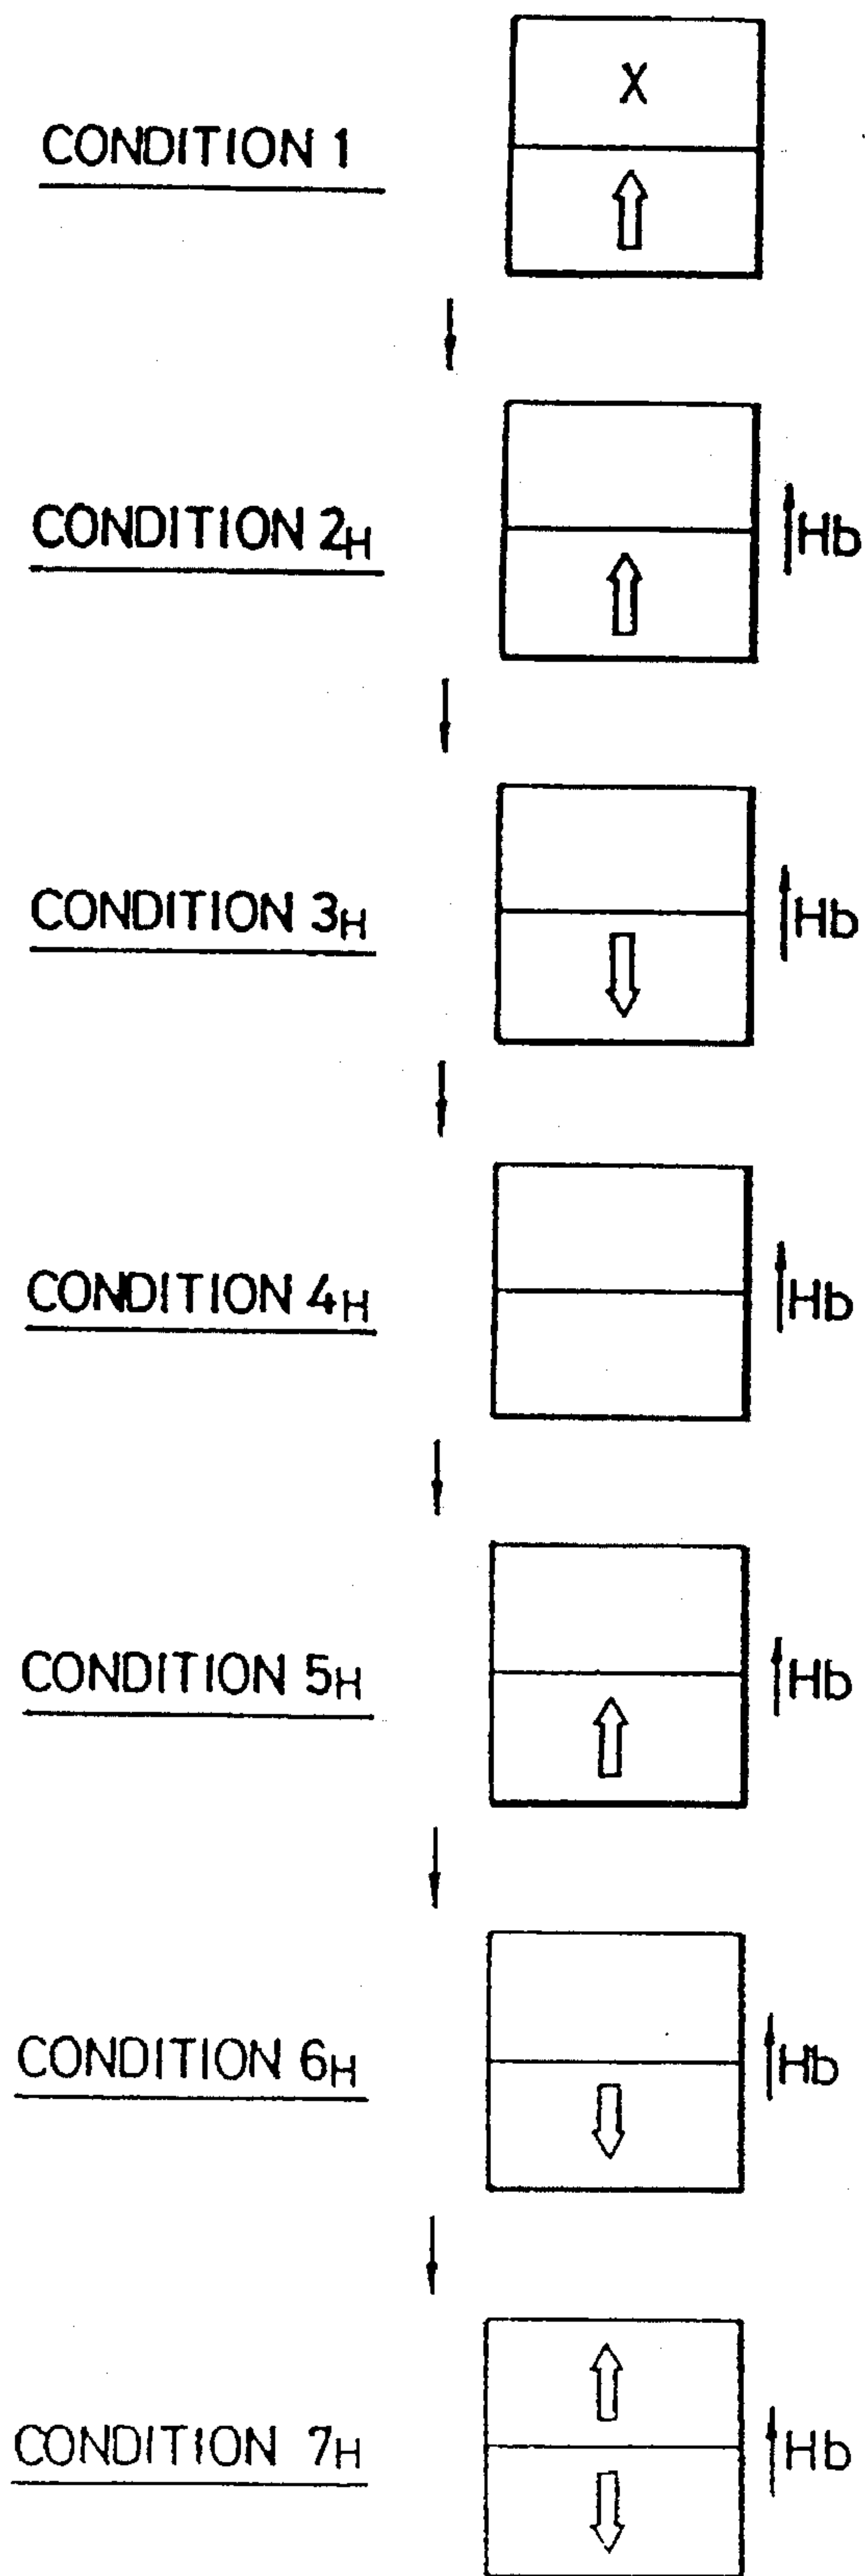 X
CONDITION 1
CONDITION 2H
Hb
CONDITION 3H
Hb
CONDITION 4H
Hb
CONDITION 5H
Hb
CONDITION 6H
Hb
CONDITION 7H
Hb